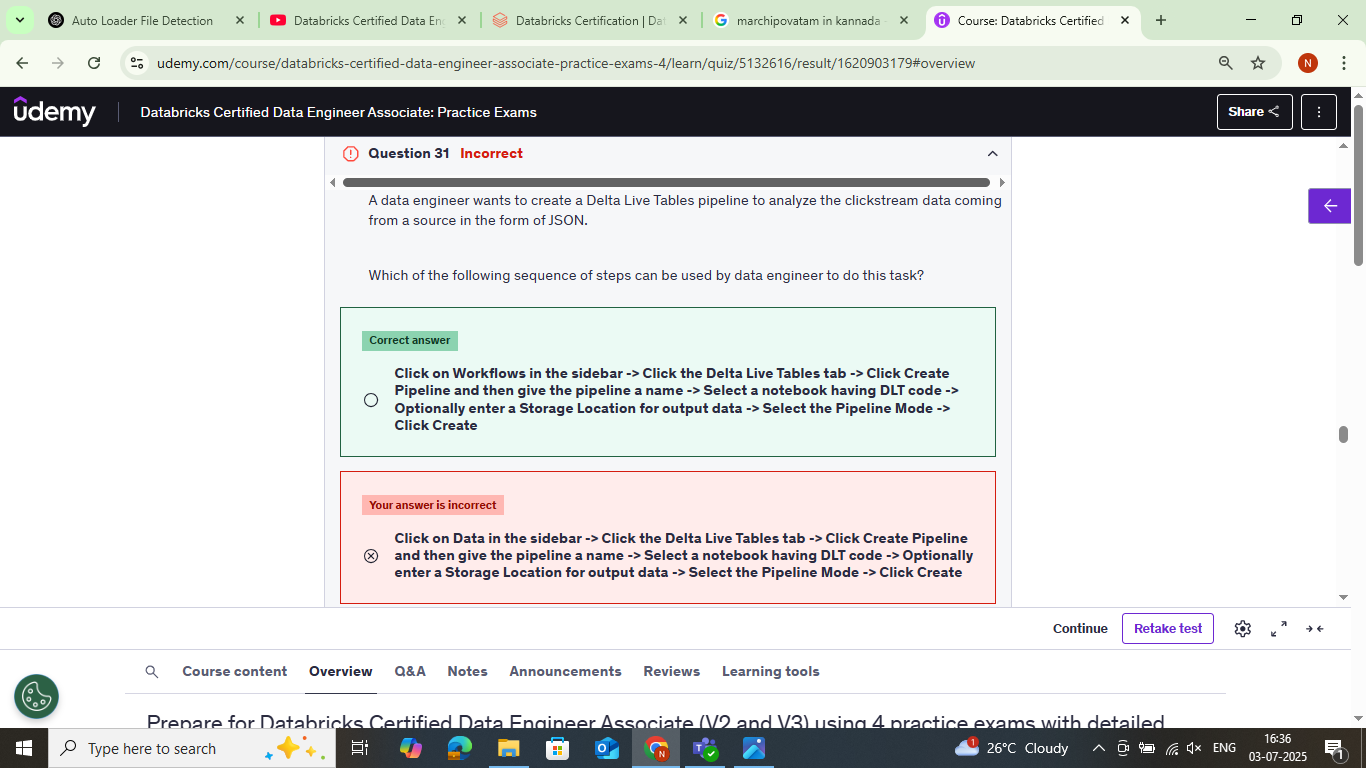 Auto Loader File Detection
Databricks Certified Data En
Databricks Certification | Dat
marchipovatam in kannada
Course: Databricks Certified
udemy.com/course/databricks-certified-data-engineer-associate-practice-exams-4/learn/quiz/5132616/result/1620903179#overview
N
ûdemy
Databricks Certified Data Engineer Associate: Practice Exams
Share
Question 31 Incorrect
A data engineer wants to create a Delta Live Tables pipeline to analyze the clickstream data coming
from a source in the form of JSON.
Which of the following sequence of steps can be used by data engineer to do this task?
Correct answer
Click on Workflows in the sidebar -> Click the Delta Live Tables tab -> Click Create
Pipeline and then give the pipeline a name -> Select a notebook having DLT code ->
Optionally enter a Storage Location for output data -> Select the Pipeline Mode ->
Click Create
Your answer is incorrect
Click on Data in the sidebar -> Click the Delta Live Tables tab -> Click Create Pipeline
and then give the pipeline a name -> Select a notebook having DLT code -> Optionally
enter a Storage Location for output data -> Select the Pipeline Mode -> Click Create
Continue
Retake test
Course content
Overview
Q&A
Notes
Announcements
Reviews
Learning tools
Prepare for Databricks Certified Data Engineer Associate (V2 and V3) using 4 practice exams with detailed
Type here to search
N
1
26°C Cloudy
ENG
16:36
03-07-2025
1